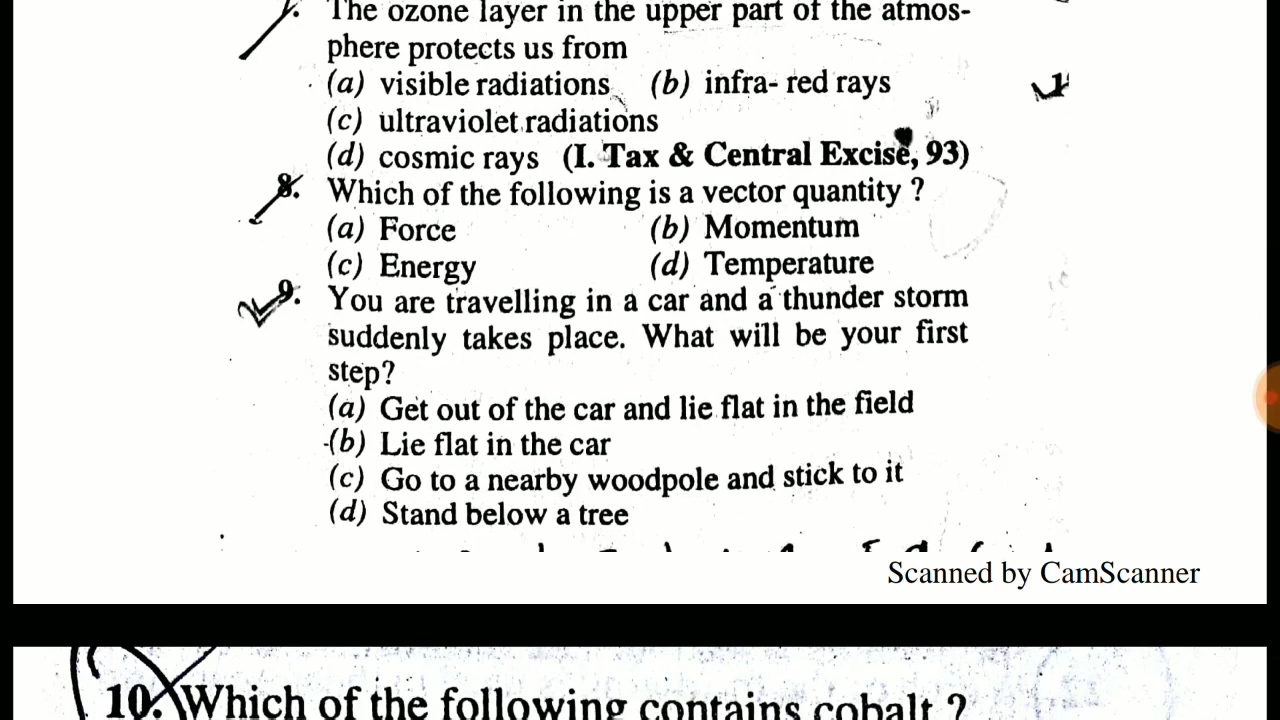 The ozone layer in the upper part of the atmos-
phere protects us from
(a) visible radiations (b) infra- red rays
(c) ultraviolet radiations
(d) cosmic rays (I. Tax & Central Excise, 93)
8. Which of the following is a vector quantity ?
(a) Force (b) Momentum
(c) Energy (d) Temperature
9. You are travelling in a car and a thunder storm
suddenly takes place. What will be your first
step?
(a) Get out of the car and lie flat in the field
(b) Lie flat in the car
(c) Go to a nearby woodpole and stick to it
(d) Stand below a tree
Scanned by CamScanner
10. Which of the following contains cobalt ?